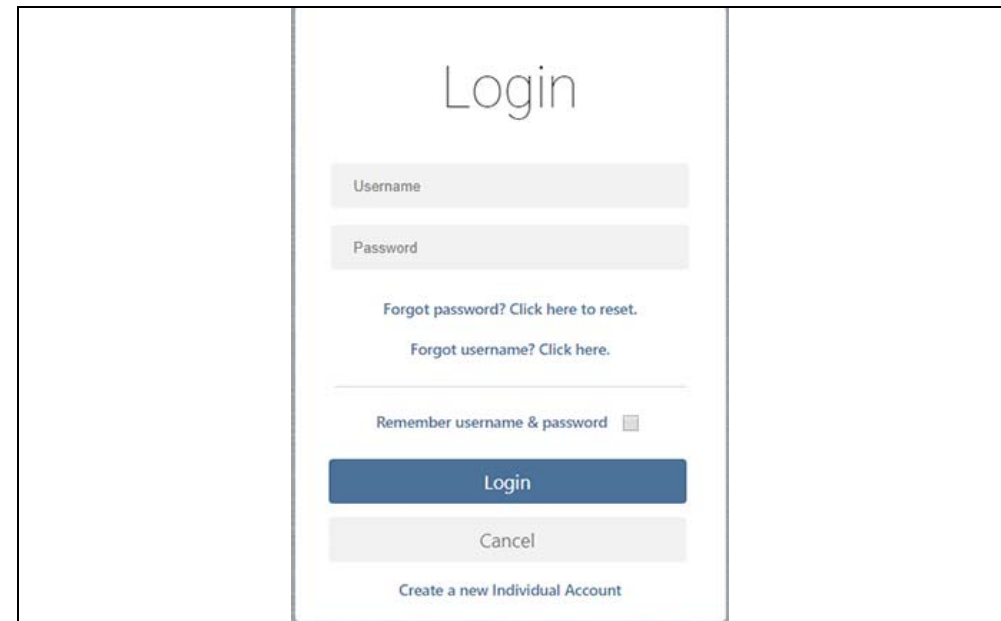 Login
Username
Password
Forgot password? Click here to reset.
Forgot username? Click here.
Remember username & password
Login
Cancel
Create a new Individual Account